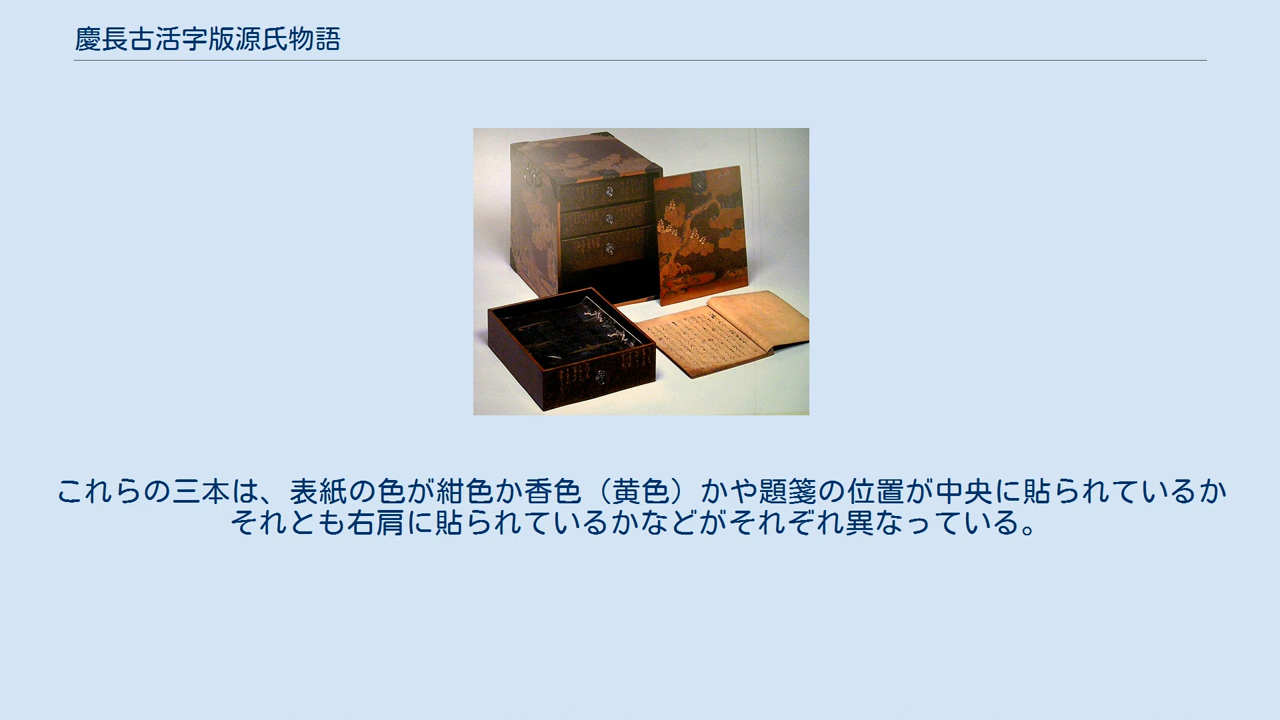 慶長古活字版源氏物語
これらの三本は、表紙の色が紺色か香色（黄色）かや題箋の位置が中央に貼られているか
それとも右肩に貼られているかなどがそれぞれ異なっている。